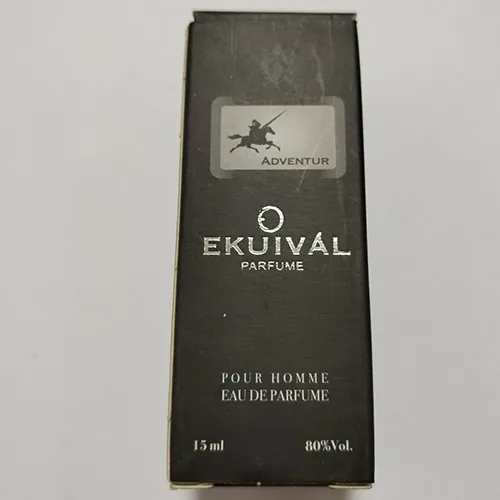 ADVENTUR
EKUIVÁL
PARFUME
POUR HOMME
EAU DE PARFUME
15 ml 80%Vol.